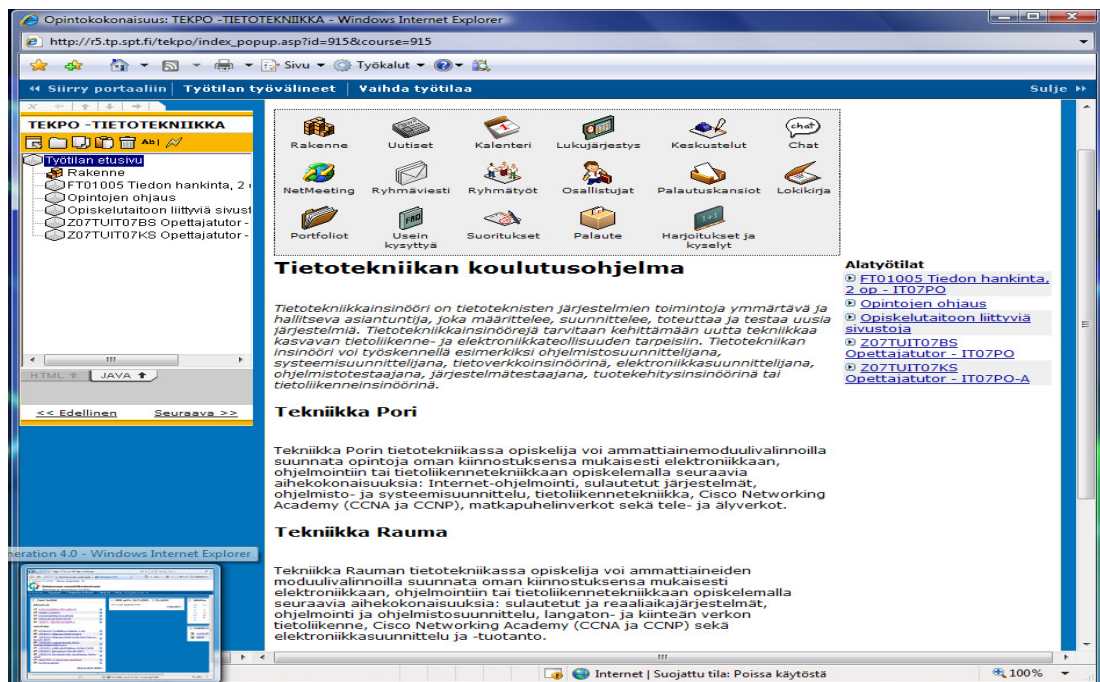 Opintokokonaisuus: TEKPO -TIETOTEKNIIKKA - Windows Internet Explorer
http://r5.tp.spt.fi/tekpo/index_popup.asp?id=915&course=915
Sivu Työkalut
Siirry portaaliin | Työtilan työvälineet | Vaihda työtilaa Sulje
TEKPO -TIETOTEKNIIKKA
Ab|
Työtilan etusivu
Rakenne
FT01005 Tiedon hankinta, 2
Opintojen ohjaus
Opiskelutaitoon liittyviä sivust
Z07TUIT07BS Opettajatutor -
Z07TUIT07KS Opettajatutor -
HTML JAVA
<< Edellinen Seuraava >>
Rakenne Uutiset Kalenteri Lukujärjestys Keskustelut Chat
NetMeeting Ryhmäviesti Ryhmätyöt Osallistujat Palautuskansiot Lokikirja
Portfoliot Usein kysyttyä Suoritukset Palaute Harjoitukset ja kyselyt
Tietotekniikan koulutusohjelma
Tietotekniikkainsinööri on tietoteknisten järjestelmien toimintoja ymmärtävä ja
hallitseva asiantuntija, joka määrittelee, suunnittelee, toteuttaa ja testaa uusia
järjestelmiä. Tietotekniikkainsinöörejä tarvitaan kehittämään uutta tekniikkaa
kasvavan tietoliikenne- ja elektroniikkateollisuuden tarpeisiin. Tietotekniikan
insinööri voi työskennellä esimerkiksi ohjelmistosuunnittelijana,
systeemisuunnittelijana, tietoverkkoinsinöörinä, elektroniikkasuunnittelijana,
ohjelmistotestaajana, järjestelmätestaajana, tuotekehitysinsinöörinä tai
tietoliikenneinsinöörinä.
Tekniikka Pori
Tekniikka Porin tietotekniikassa opiskelija voi ammattiainemoduulivalinnoilla
suunnata opintoja oman kiinnostuksensa mukaisesti elektroniikkaan,
ohjelmointiin tai tietoliikennetekniikkaan opiskelemalla seuraavia
aihekokonaisuuksia: Internet-ohjelmointi, sulautetut järjestelmät,
ohjelmisto- ja systeemisuunnittelu, tietoliikennetekniikka, Cisco Networking
Academy (CCNA ja CCNP), matkapuhelinverkot sekä tele- ja älyverkot.
Tekniikka Rauma
Tekniikka Rauman tietotekniikassa opiskelija voi ammattiaineiden
moduulivalinnoilla suunnata oman kiinnostuksensa mukaisesti
elektroniikkaan, ohjelmointiin tai tietoliikennetekniikkaan opiskelemalla
seuraavia aihekokonaisuuksia: sulautetut ja reaaliaikajärjestelmät,
ohjelmointi ja ohjelmistosuunnittelu, langaton- ja kiinteän verkon
tietoliikenne, Cisco Networking Academy (CCNA ja CCNP) sekä
elektroniikkasuunnittelu ja -tuotanto.
Alatyötilat
FT01005 Tiedon hankinta,
2 op - IT07PO
Opintojen ohjaus
Opiskelutaitoon liittyviä
sivustoja
Z07TUIT07BS
Opettajatutor - IT07PO
Z07TUIT07KS
Opettajatutor - IT07PO-A
neration 4.0 - Windows Internet Explorer
Internet | Suojattu tila: Poissa käytöstä 100%